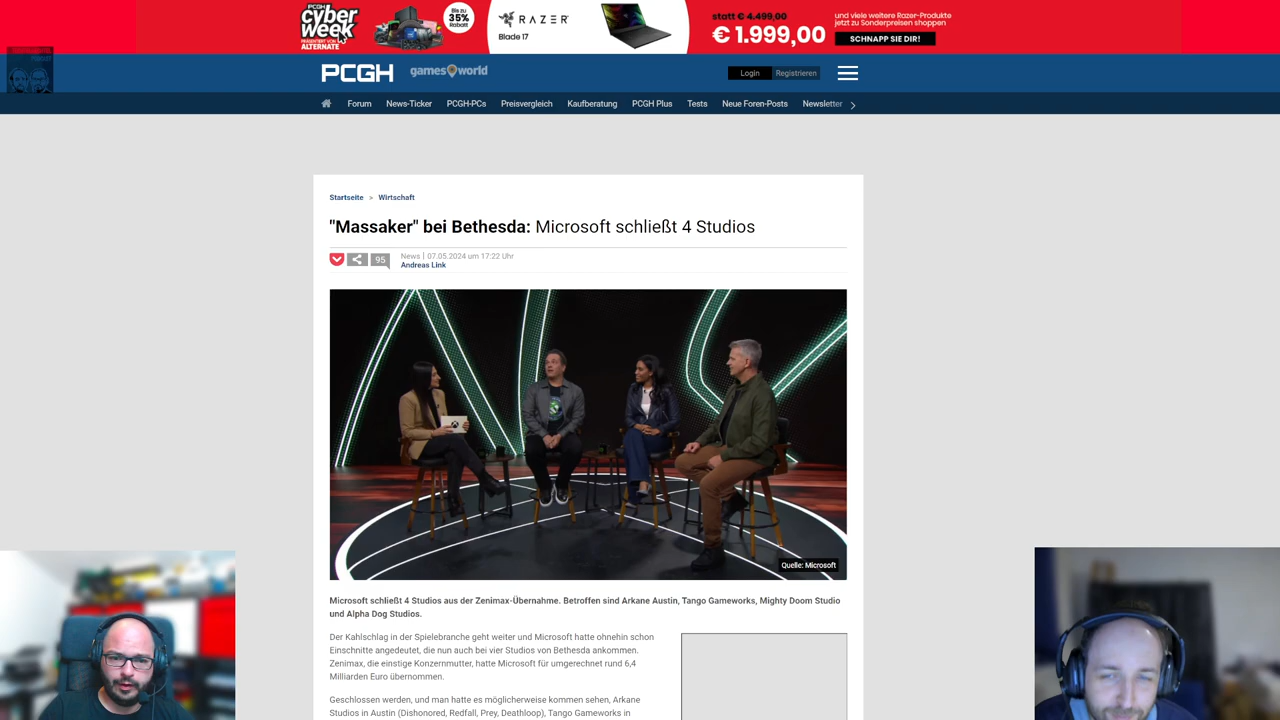 PCGH
cyber
week
PRÄSENTIERT VON
ALTERNATE
Bis zu
35%
Rabatt
RAZER
Blade 17
statt € 4.499,00
€ 1.999,00
und viele weitere Razer-Produkte
jetzt zu Sonderpreisen shoppen
SCHNAPP SIE DIR!
PCGH
games world
Login
Registrieren
Forum
News-Ticker
PCGH-PCs
Preisvergleich
Kaufberatung
PCGH Plus
Tests
Neue Foren-Posts
Newsletter
Startseite > Wirtschaft
"Massaker" bei Bethesda: Microsoft schließt 4 Studios
95
News | 07.05.2024 um 17:22 Uhr
Andreas Link
Quelle: Microsoft
Microsoft schließt 4 Studios aus der Zenimax-Übernahme. Betroffen sind Arkane Austin, Tango Gameworks, Mighty Doom Studio
und Alpha Dog Studios.
Der Kahlschlag in der Spielebranche geht weiter und Microsoft hatte ohnehin schon
Einschnitte angedeutet, die nun auch bei vier Studios von Bethesda ankommen.
Zenimax, die einstige Konzernmutter, hatte Microsoft für umgerechnet rund 6,4
Milliarden Euro übernommen.
Geschlossen werden, und man hatte es möglicherweise kommen sehen, Arkane
Studios in Austin (Dishonored, Redfall, Prey, Deathloop), Tango Gameworks in